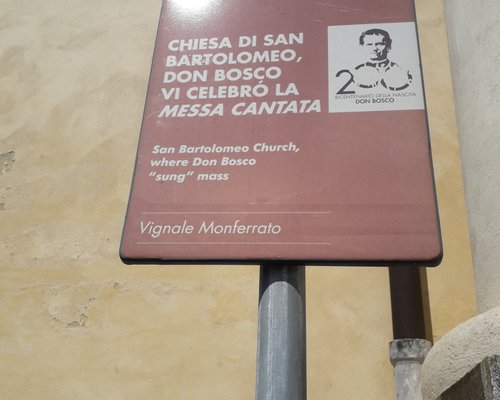 CHIESA DI SAN
BARTOLOMEO,
DON BOSCO
VI CELEBRÓ LA
MESSA CANTATA
200
BICENTENARIO DELLA NASCITA
DON BOSCO
San Bartolomeo Church,
where Don Bosco
“sung” mass
Vignale Monferrato